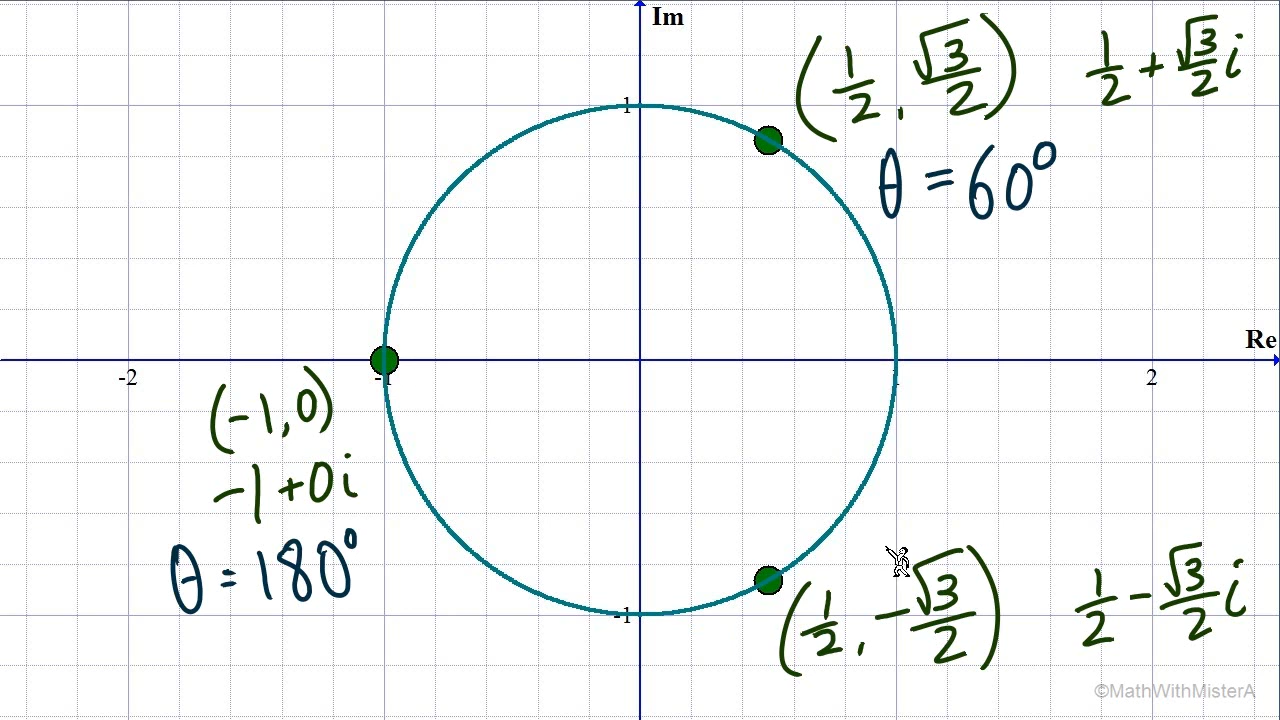 Im
(1/2, √3/2) 1/2 + √3/2 i
1
θ = 60°
Re
-2 -1 1 2
(-1,0)
-1+0i
θ = 180°
-1
(1/2, -√3/2) 1/2 - √3/2 i
©MathWithMisterA